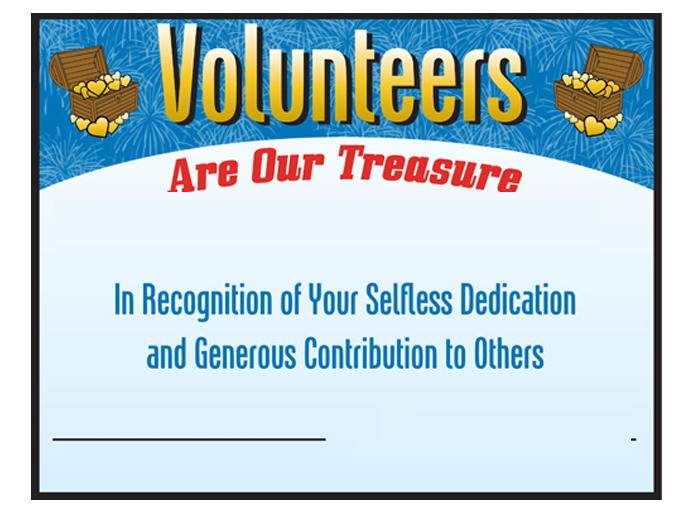 Volunteers
Are Our Treasure
In Recognition of Your Selfless Dedication
and Generous Contribution to Others